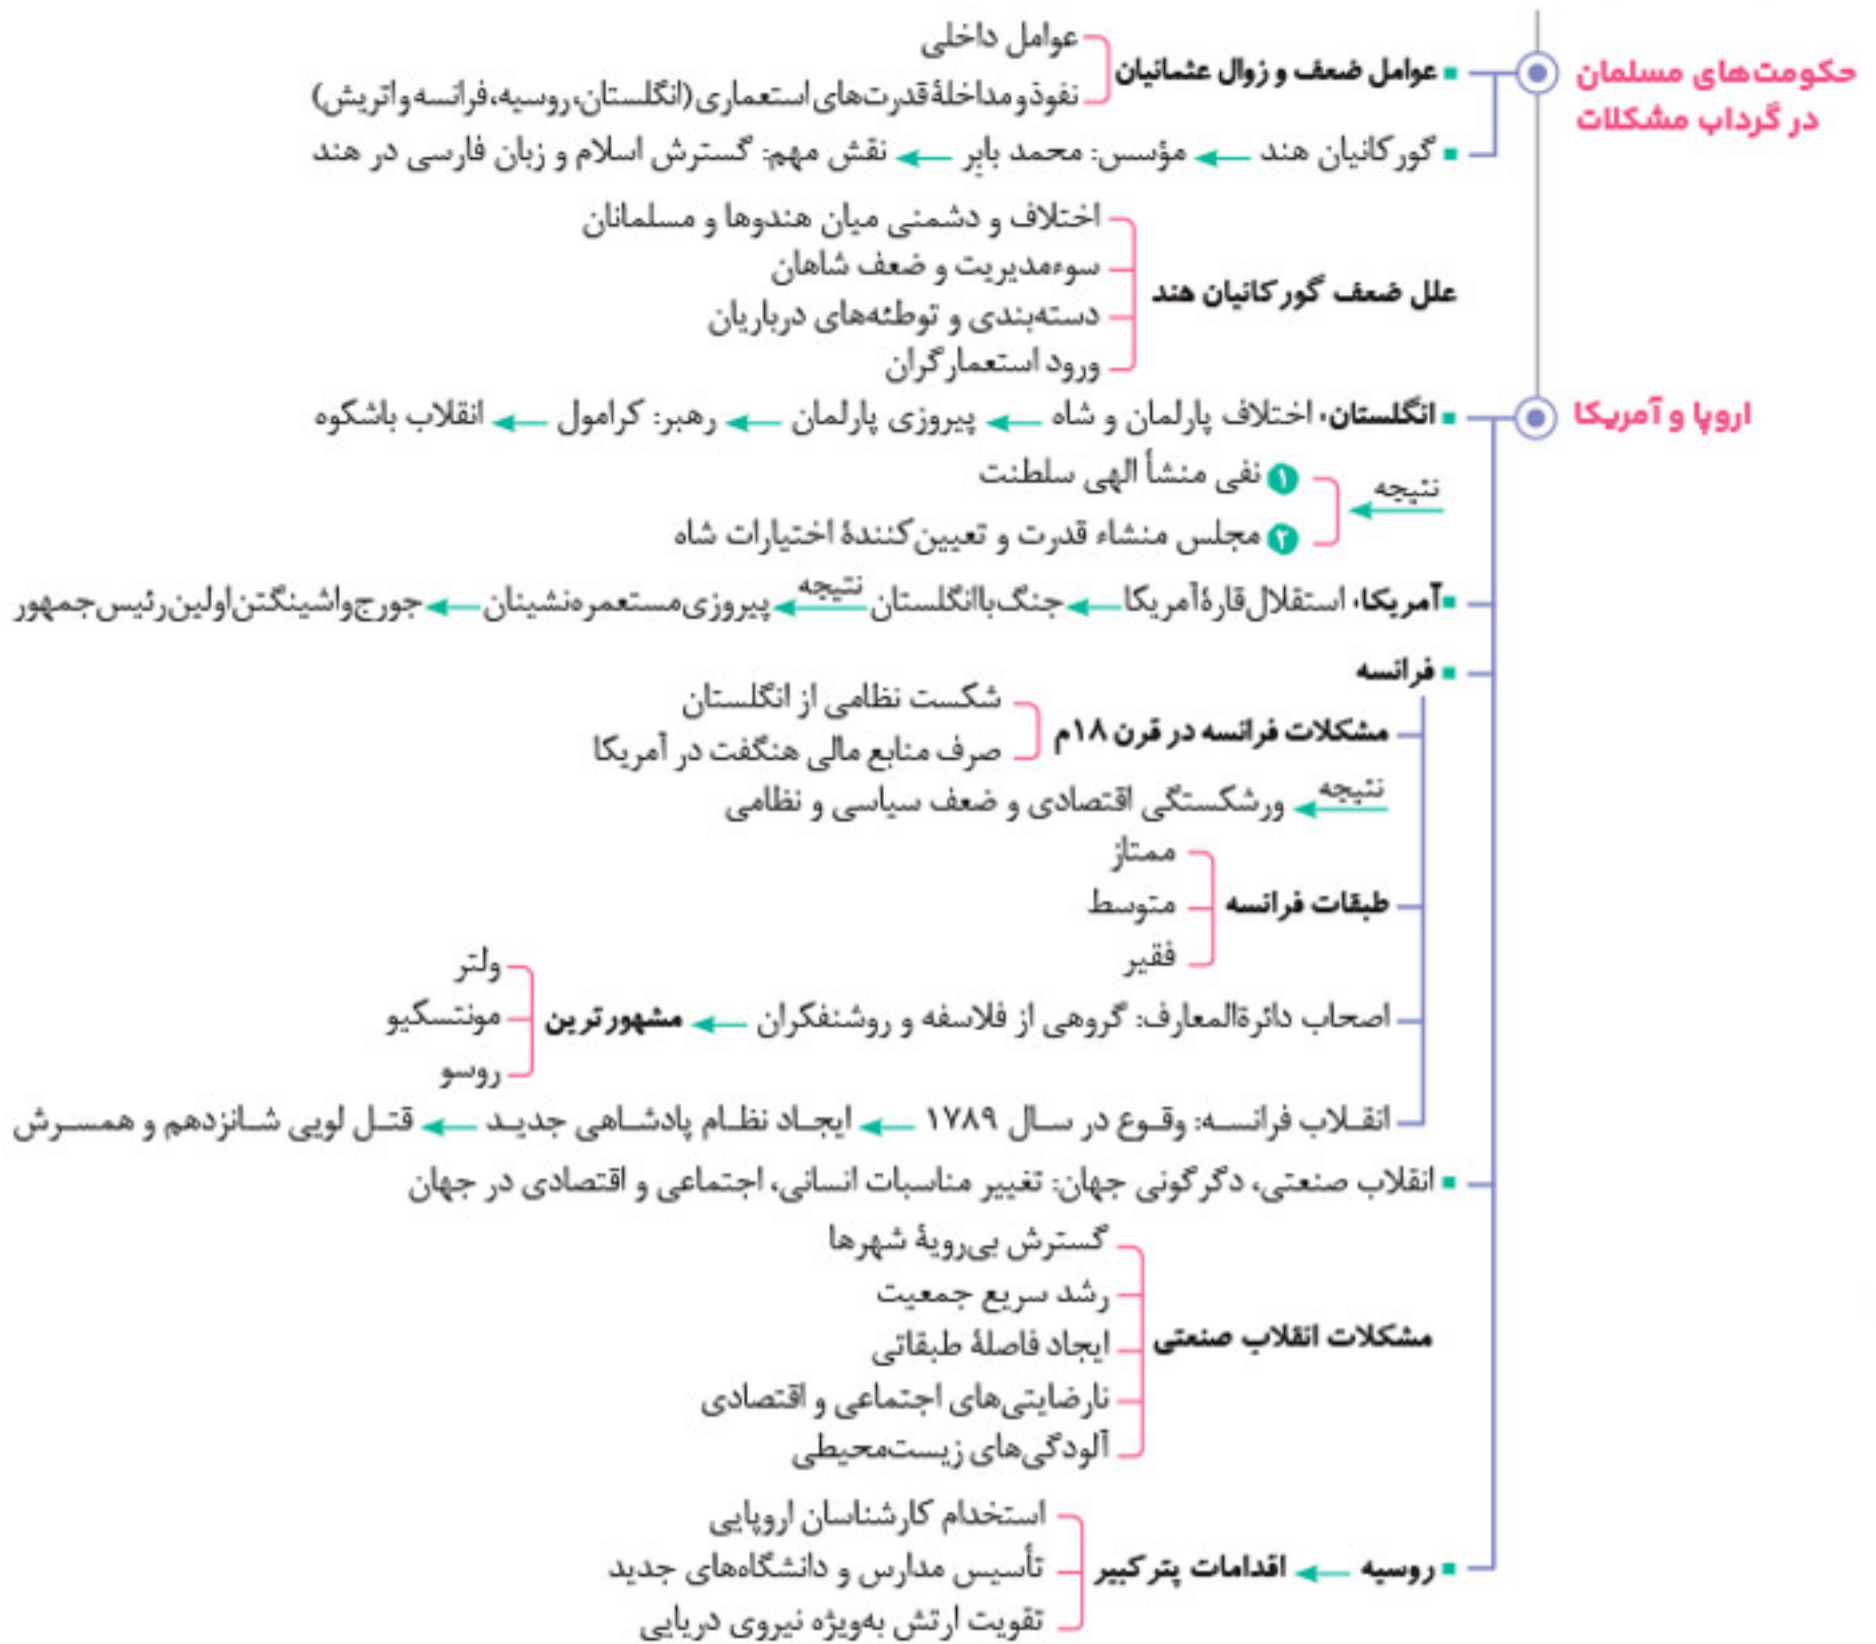 حکومت‌های مسلمان
در گرداب مشکلات
عوامل ضعف و زوال عثمانیان
عوامل داخلی
نفوذ و مداخلهٔ قدرت‌های استعماری (انگلستان، روسیه، فرانسه و اتریش)
گورکانیان هند ← مؤسس: محمد بابِر ← نقش مهم: گسترش اسلام و زبان فارسی در هند
علل ضعف گورکانیان هند
اختلاف و دشمنی میان هندوها و مسلمانان
سوءمدیریت و ضعف شاهان
دسته‌بندی و توطئه‌های درباریان
ورود استعمارگران
اروپا و آمریکا
انگلستان: اختلاف پارلمان و شاه ← پیروزی پارلمان ← رهبر: کرامول ← انقلاب باشکوه
نتیجه ←
۱ نفی منشأ الهی سلطنت
۲ مجلس منشاء قدرت و تعیین‌کنندهٔ اختیارات شاه
آمریکا: استقلال قارهٔ آمریکا ← جنگ با انگلستان نتیجه ← پیروزی مستعمره‌نشینان ← جورج واشینگتن اولین رئیس جمهور
فرانسه
مشکلات فرانسه در قرن ۱۸م
شکست نظامی از انگلستان
صرف منابع مالی هنگفت در آمریکا
نتیجه ← ورشکستگی اقتصادی و ضعف سیاسی و نظامی
طبقات فرانسه
ممتاز
متوسط
فقیر
اصحاب دائرةالمعارف: گروهی از فلاسفه و روشنفکران ← مشهورترین
ولتر
مونتسکیو
روسو
انقلاب فرانسه: وقوع در سال ۱۷۸۹ ← ایجاد نظام پادشاهی جدید ← قتل لویی شانزدهم و همسرش
انقلاب صنعتی، دگرگونی جهان: تغییر مناسبات انسانی، اجتماعی و اقتصادی در جهان
مشکلات انقلاب صنعتی
گسترش بی‌رویهٔ شهرها
رشد سریع جمعیت
ایجاد فاصلهٔ طبقاتی
نارضایتی‌های اجتماعی و اقتصادی
آلودگی‌های زیست‌محیطی
روسیه ← اقدامات پترکبیر
استخدام کارشناسان اروپایی
تأسیس مدارس و دانشگاه‌های جدید
تقویت ارتش به‌ویژه نیروی دریایی